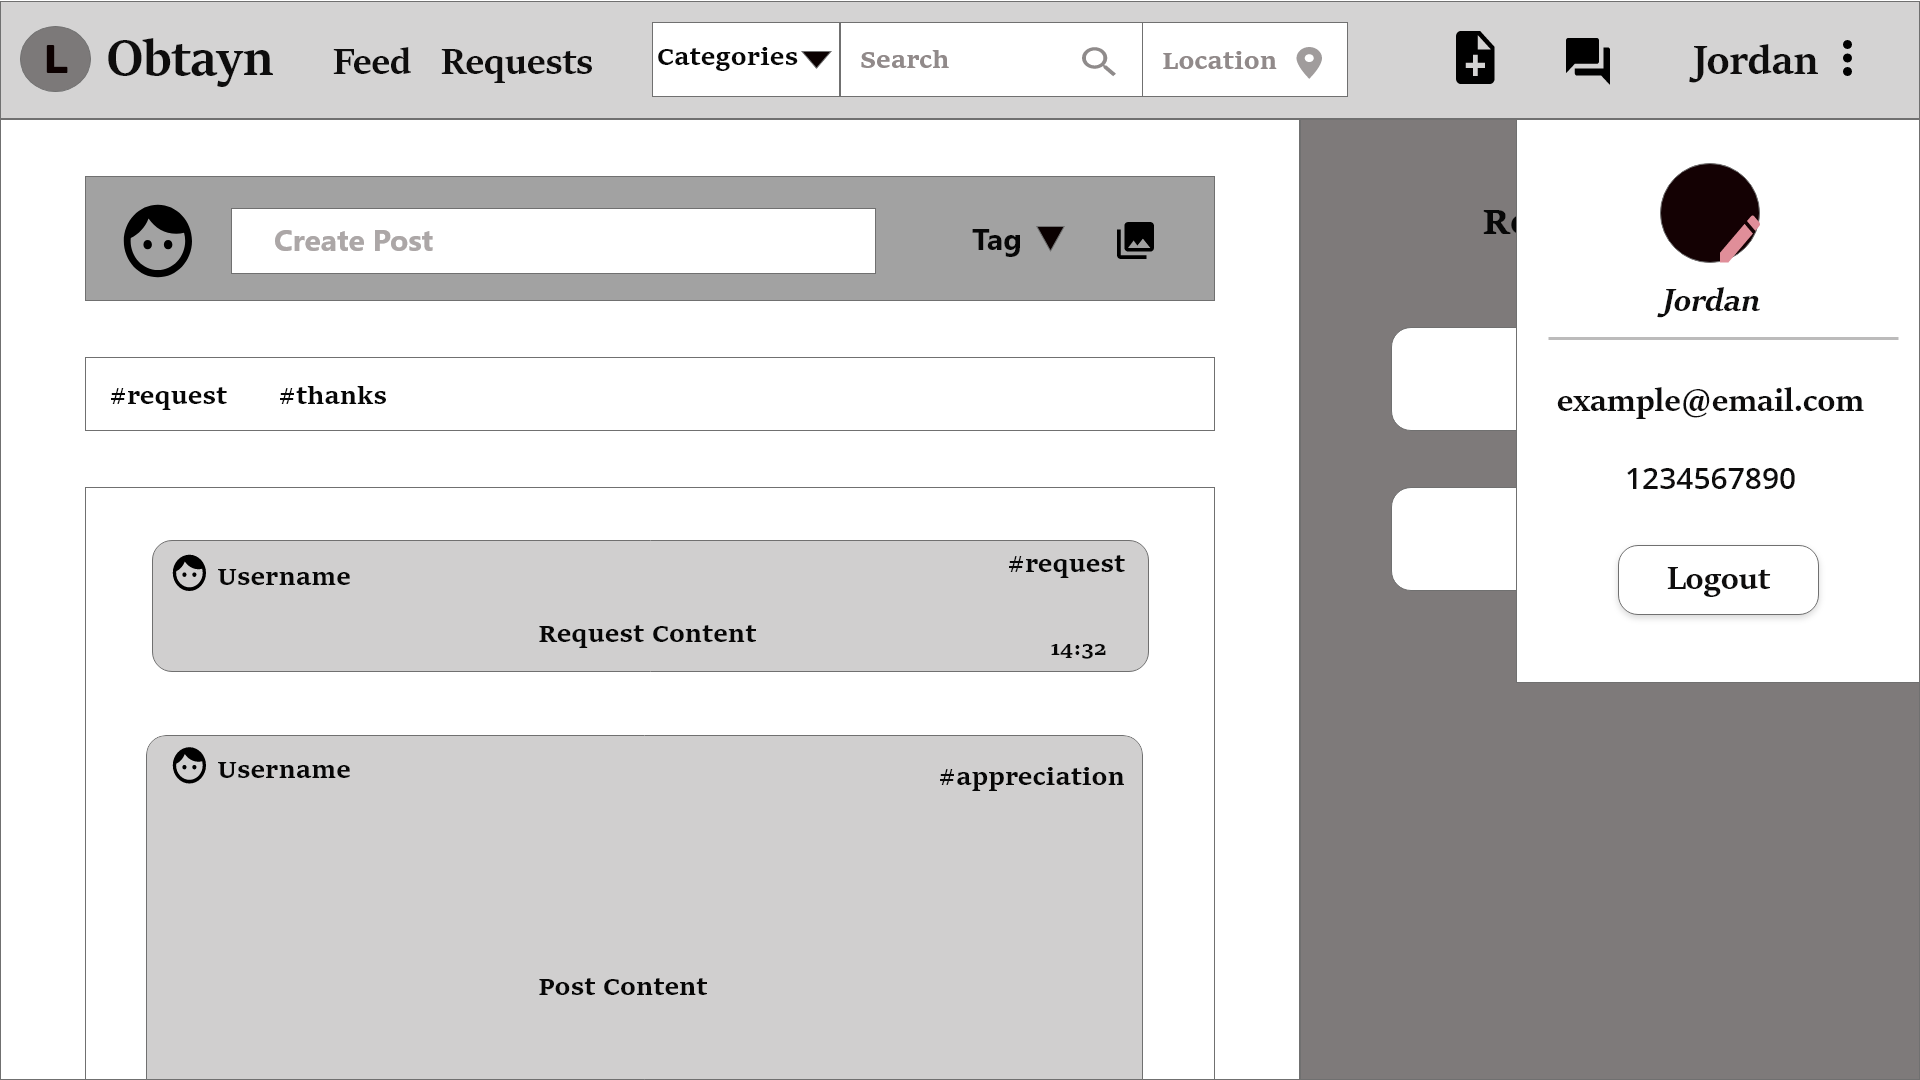 L Obtayn Feed Requests Categories Search Location Jordan
Create Post Tag
#request #thanks
Username #request
Request Content
14:32
Username #appreciation
Post Content
Jordan
example@email.com
1234567890
Logout